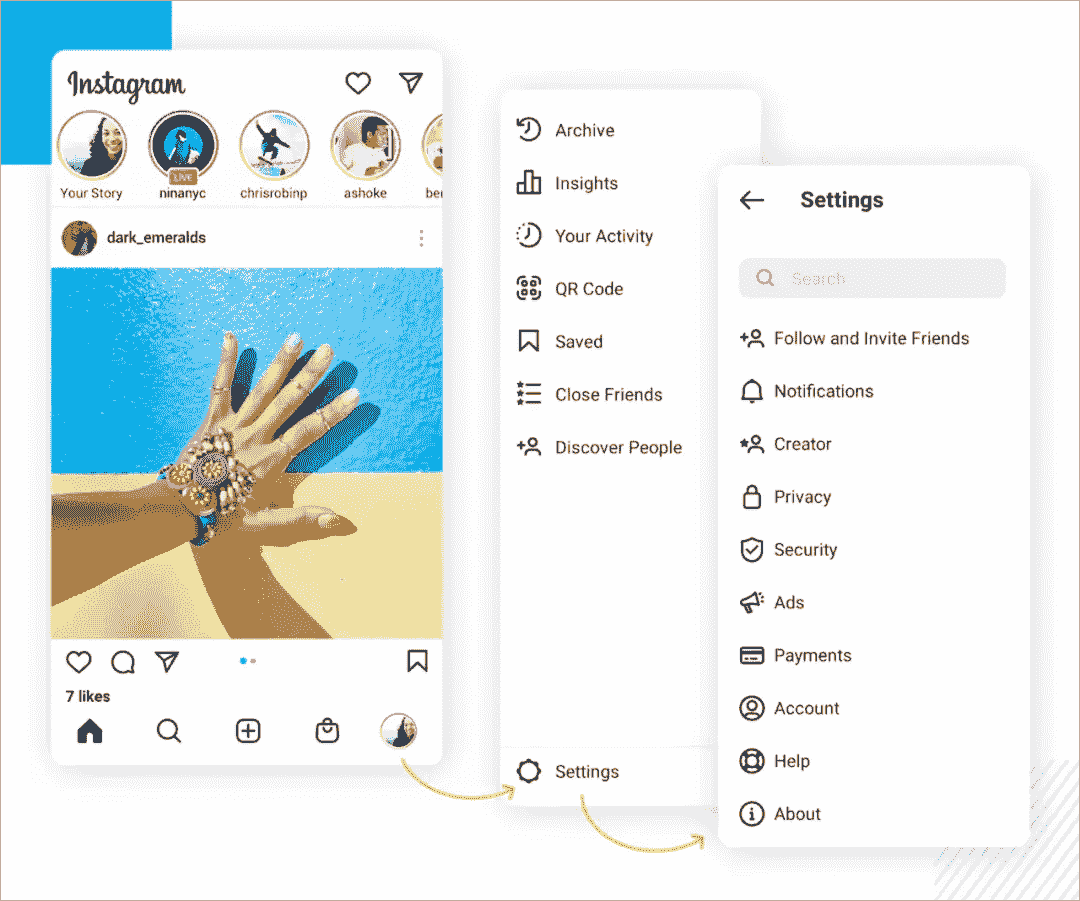 Instagram
Your Story
LIVE
ninanyc
chrisrobinp
ashoke
ber
dark_emeralds
7 likes
Archive
Insights
Your Activity
QR Code
Saved
Close Friends
Discover People
Settings
Settings
Search
Follow and Invite Friends
Notifications
Creator
Privacy
Security
Ads
Payments
Account
Help
About